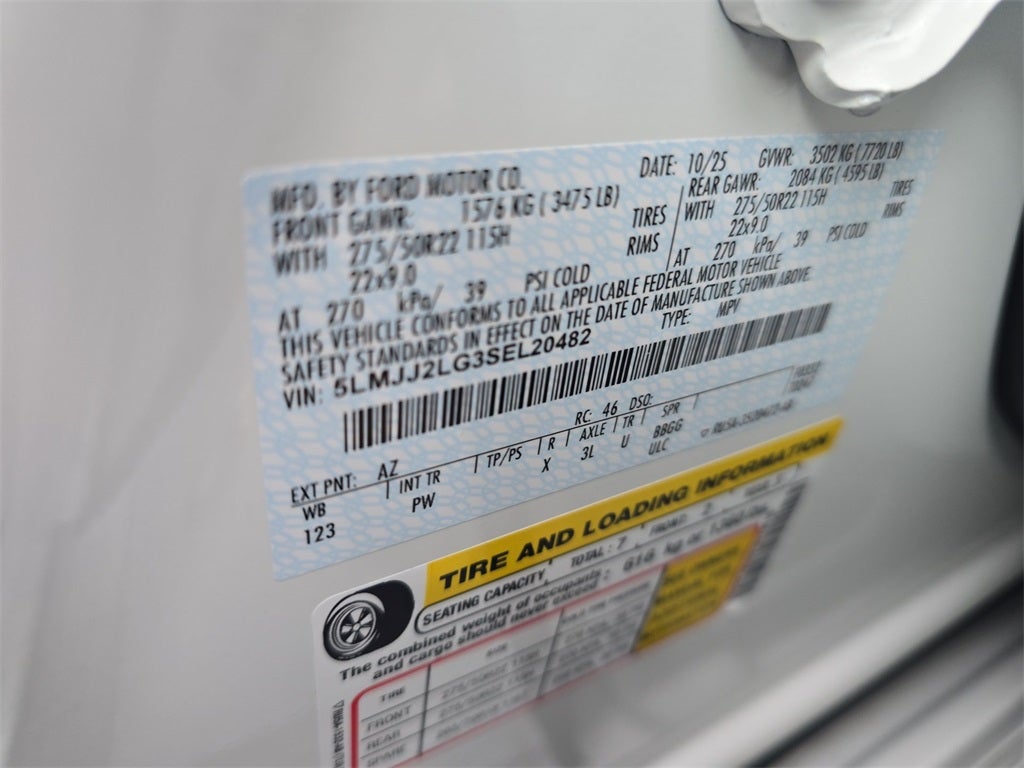 MFD. BY FORD MOTOR CO. DATE: 10/25 GVWR: 3502 KG ( 7720 LB)
FRONT GAWR: 1576 KG ( 3475 LB) REAR GAWR: 2084 KG ( 4595 LB)
WITH 275/50R22 115H TIRES WITH 275/50R22 115H TIRES
22x9.0 RIMS 22x9.0 RIMS
AT 270 kPa/ 39 PSI COLD AT 270 kPa/ 39 PSI COLD
THIS VEHICLE CONFORMS TO ALL APPLICABLE FEDERAL MOTOR VEHICLE
SAFETY STANDARDS IN EFFECT ON THE DATE OF MANUFACTURE SHOWN ABOVE.
VIN: 5LMJJ2LG3SEL20482 TYPE: MPV
EXT PNT: AZ RC: 46 DSO:
WB INT TR TP/PS R AXLE TR SPR
123 PW X 3L U BBGG
ULC
TIRE AND LOADING INFORMATION
SEATING CAPACITY, TOTAL: 7 FRONT: 2
The combined weight of occupants
and cargo should never exceed:
TIRE
FRONT
REAR
SPARE